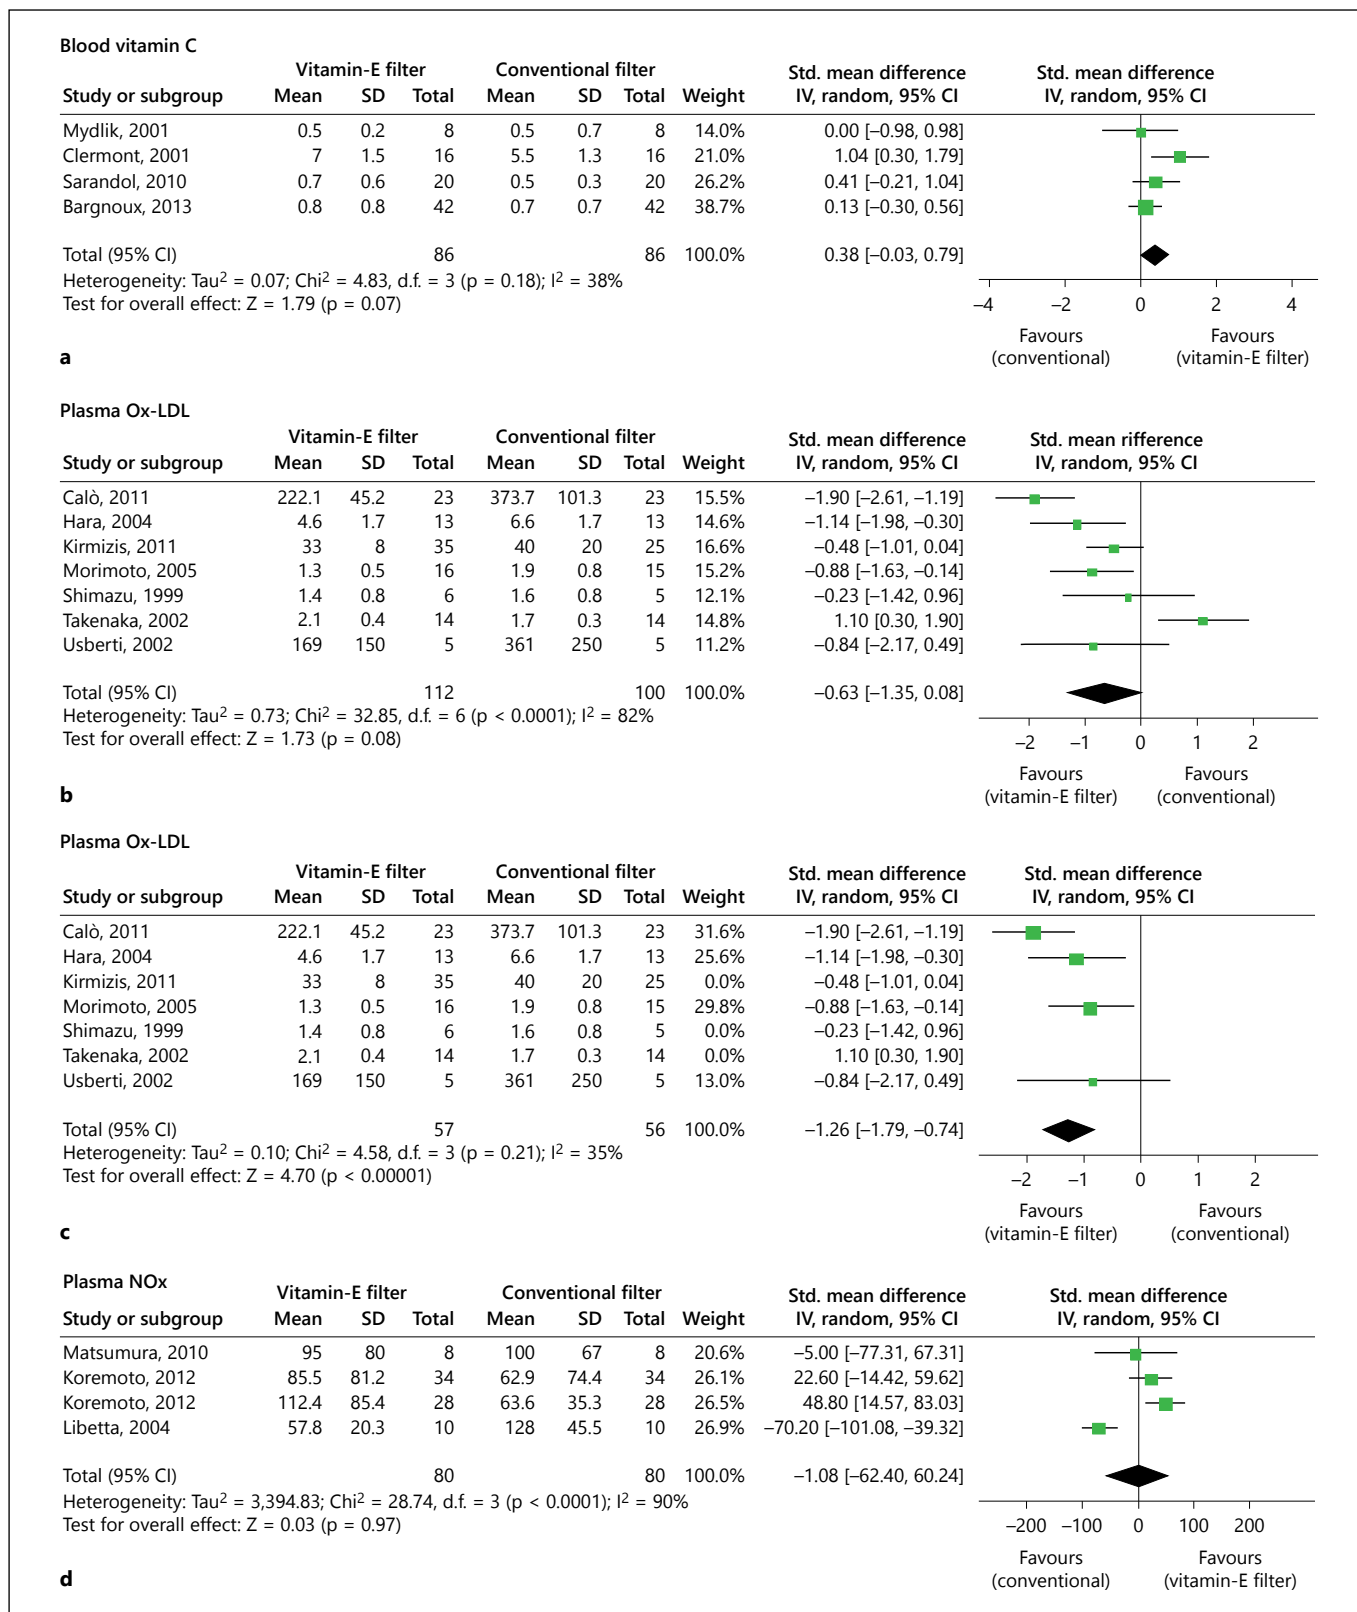 Blood vitamin C
Vitamin-E filter Conventional filter Std. mean difference Std. mean difference
Study or subgroup Mean SD Total Mean SD Total Weight IV, random, 95% CI IV, random, 95% CI
Mydlik, 2001 0.5 0.2 8 0.5 0.7 8 14.0% 0.00 [–0.98, 0.98]
Clermont, 2001 7 1.5 16 5.5 1.3 16 21.0% 1.04 [0.30, 1.79]
Sarandol, 2010 0.7 0.6 20 0.5 0.3 20 26.2% 0.41 [–0.21, 1.04]
Bargnoux, 2013 0.8 0.8 42 0.7 0.7 42 38.7% 0.13 [–0.30, 0.56]
Total (95% CI) 86 86 100.0% 0.38 [–0.03, 0.79]
Heterogeneity: Tau² = 0.07; Chi² = 4.83, d.f. = 3 (p = 0.18); I² = 38%
Test for overall effect: Z = 1.79 (p = 0.07)
–4 –2 0 2 4
Favours Favours
(conventional) (vitamin-E filter)
a
Plasma Ox-LDL
Vitamin-E filter Conventional filter Std. mean difference Std. mean rifference
Study or subgroup Mean SD Total Mean SD Total Weight IV, random, 95% CI IV, random, 95% CI
Calò, 2011 222.1 45.2 23 373.7 101.3 23 15.5% –1.90 [–2.61, –1.19]
Hara, 2004 4.6 1.7 13 6.6 1.7 13 14.6% –1.14 [–1.98, –0.30]
Kirmizis, 2011 33 8 35 40 20 25 16.6% –0.48 [–1.01, 0.04]
Morimoto, 2005 1.3 0.5 16 1.9 0.8 15 15.2% –0.88 [–1.63, –0.14]
Shimazu, 1999 1.4 0.8 6 1.6 0.8 5 12.1% –0.23 [–1.42, 0.96]
Takenaka, 2002 2.1 0.4 14 1.7 0.3 14 14.8% 1.10 [0.30, 1.90]
Usberti, 2002 169 150 5 361 250 5 11.2% –0.84 [–2.17, 0.49]
Total (95% CI) 112 100 100.0% –0.63 [–1.35, 0.08]
Heterogeneity: Tau² = 0.73; Chi² = 32.85, d.f. = 6 (p < 0.0001); I² = 82%
Test for overall effect: Z = 1.73 (p = 0.08)
–2 –1 0 1 2
Favours Favours
(vitamin-E filter) (conventional)
b
Plasma Ox-LDL
Vitamin-E filter Conventional filter Std. mean difference Std. mean difference
Study or subgroup Mean SD Total Mean SD Total Weight IV, random, 95% CI IV, random, 95% CI
Calò, 2011 222.1 45.2 23 373.7 101.3 23 31.6% –1.90 [–2.61, –1.19]
Hara, 2004 4.6 1.7 13 6.6 1.7 13 25.6% –1.14 [–1.98, –0.30]
Kirmizis, 2011 33 8 35 40 20 25 0.0% –0.48 [–1.01, 0.04]
Morimoto, 2005 1.3 0.5 16 1.9 0.8 15 29.8% –0.88 [–1.63, –0.14]
Shimazu, 1999 1.4 0.8 6 1.6 0.8 5 0.0% –0.23 [–1.42, 0.96]
Takenaka, 2002 2.1 0.4 14 1.7 0.3 14 0.0% 1.10 [0.30, 1.90]
Usberti, 2002 169 150 5 361 250 5 13.0% –0.84 [–2.17, 0.49]
Total (95% CI) 57 56 100.0% –1.26 [–1.79, –0.74]
Heterogeneity: Tau² = 0.10; Chi² = 4.58, d.f. = 3 (p = 0.21); I² = 35%
Test for overall effect: Z = 4.70 (p < 0.00001)
–2 –1 0 1 2
Favours Favours
(vitamin-E filter) (conventional)
c
Plasma NOx
Vitamin-E filter Conventional filter Std. mean difference Std. mean difference
Study or subgroup Mean SD Total Mean SD Total Weight IV, random, 95% CI IV, random, 95% CI
Matsumura, 2010 95 80 8 100 67 8 20.6% –5.00 [–77.31, 67.31]
Koremoto, 2012 85.5 81.2 34 62.9 74.4 34 26.1% 22.60 [–14.42, 59.62]
Koremoto, 2012 112.4 85.4 28 63.6 35.3 28 26.5% 48.80 [14.57, 83.03]
Libetta, 2004 57.8 20.3 10 128 45.5 10 26.9% –70.20 [–101.08, –39.32]
Total (95% CI) 80 80 100.0% –1.08 [–62.40, 60.24]
Heterogeneity: Tau² = 3,394.83; Chi² = 28.74, d.f. = 3 (p < 0.0001); I² = 90%
Test for overall effect: Z = 0.03 (p = 0.97)
–200 –100 0 100 200
Favours Favours
(conventional) (vitamin-E filter)
d